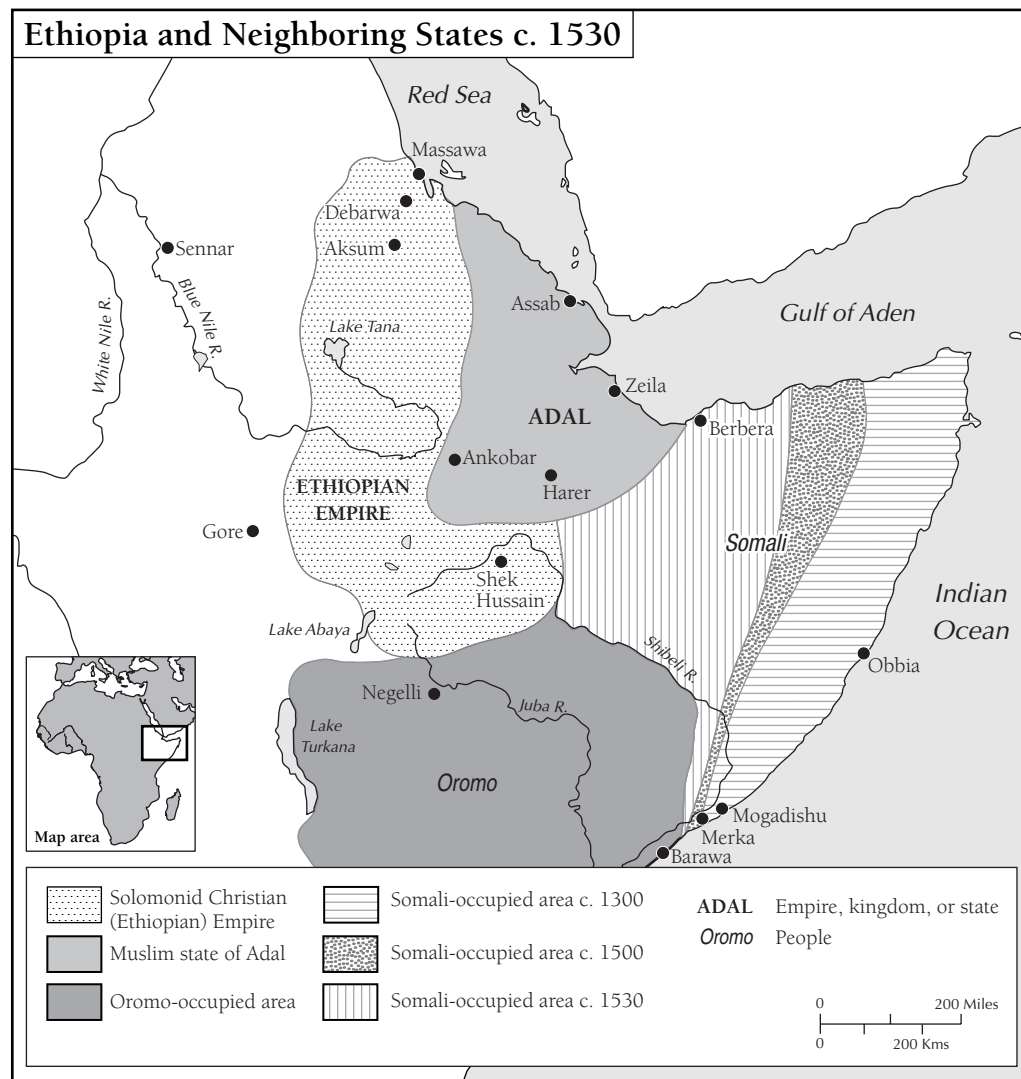 Ethiopia and Neighboring States c. 1530
Red Sea
Massawa
Debarwa
Aksum
Sennar
Blue Nile R.
White Nile R.
Lake Tana
Assab
Gulf of Aden
Zeila
ADAL
Berbera
Ankobar
Harer
ETHIOPIAN
EMPIRE
Gore
Somali
Shek
Hussain
Indian
Ocean
Lake Abaya
Shibeli R.
Obbia
Negelli
Juba R.
Lake
Turkana
Oromo
Mogadishu
Merka
Barawa
Map area
Solomonid Christian
(Ethiopian) Empire
Muslim state of Adal
Oromo-occupied area
Somali-occupied area c. 1300
Somali-occupied area c. 1500
Somali-occupied area c. 1530
ADAL Empire, kingdom, or state
Oromo People
0 200 Miles
0 200 Kms